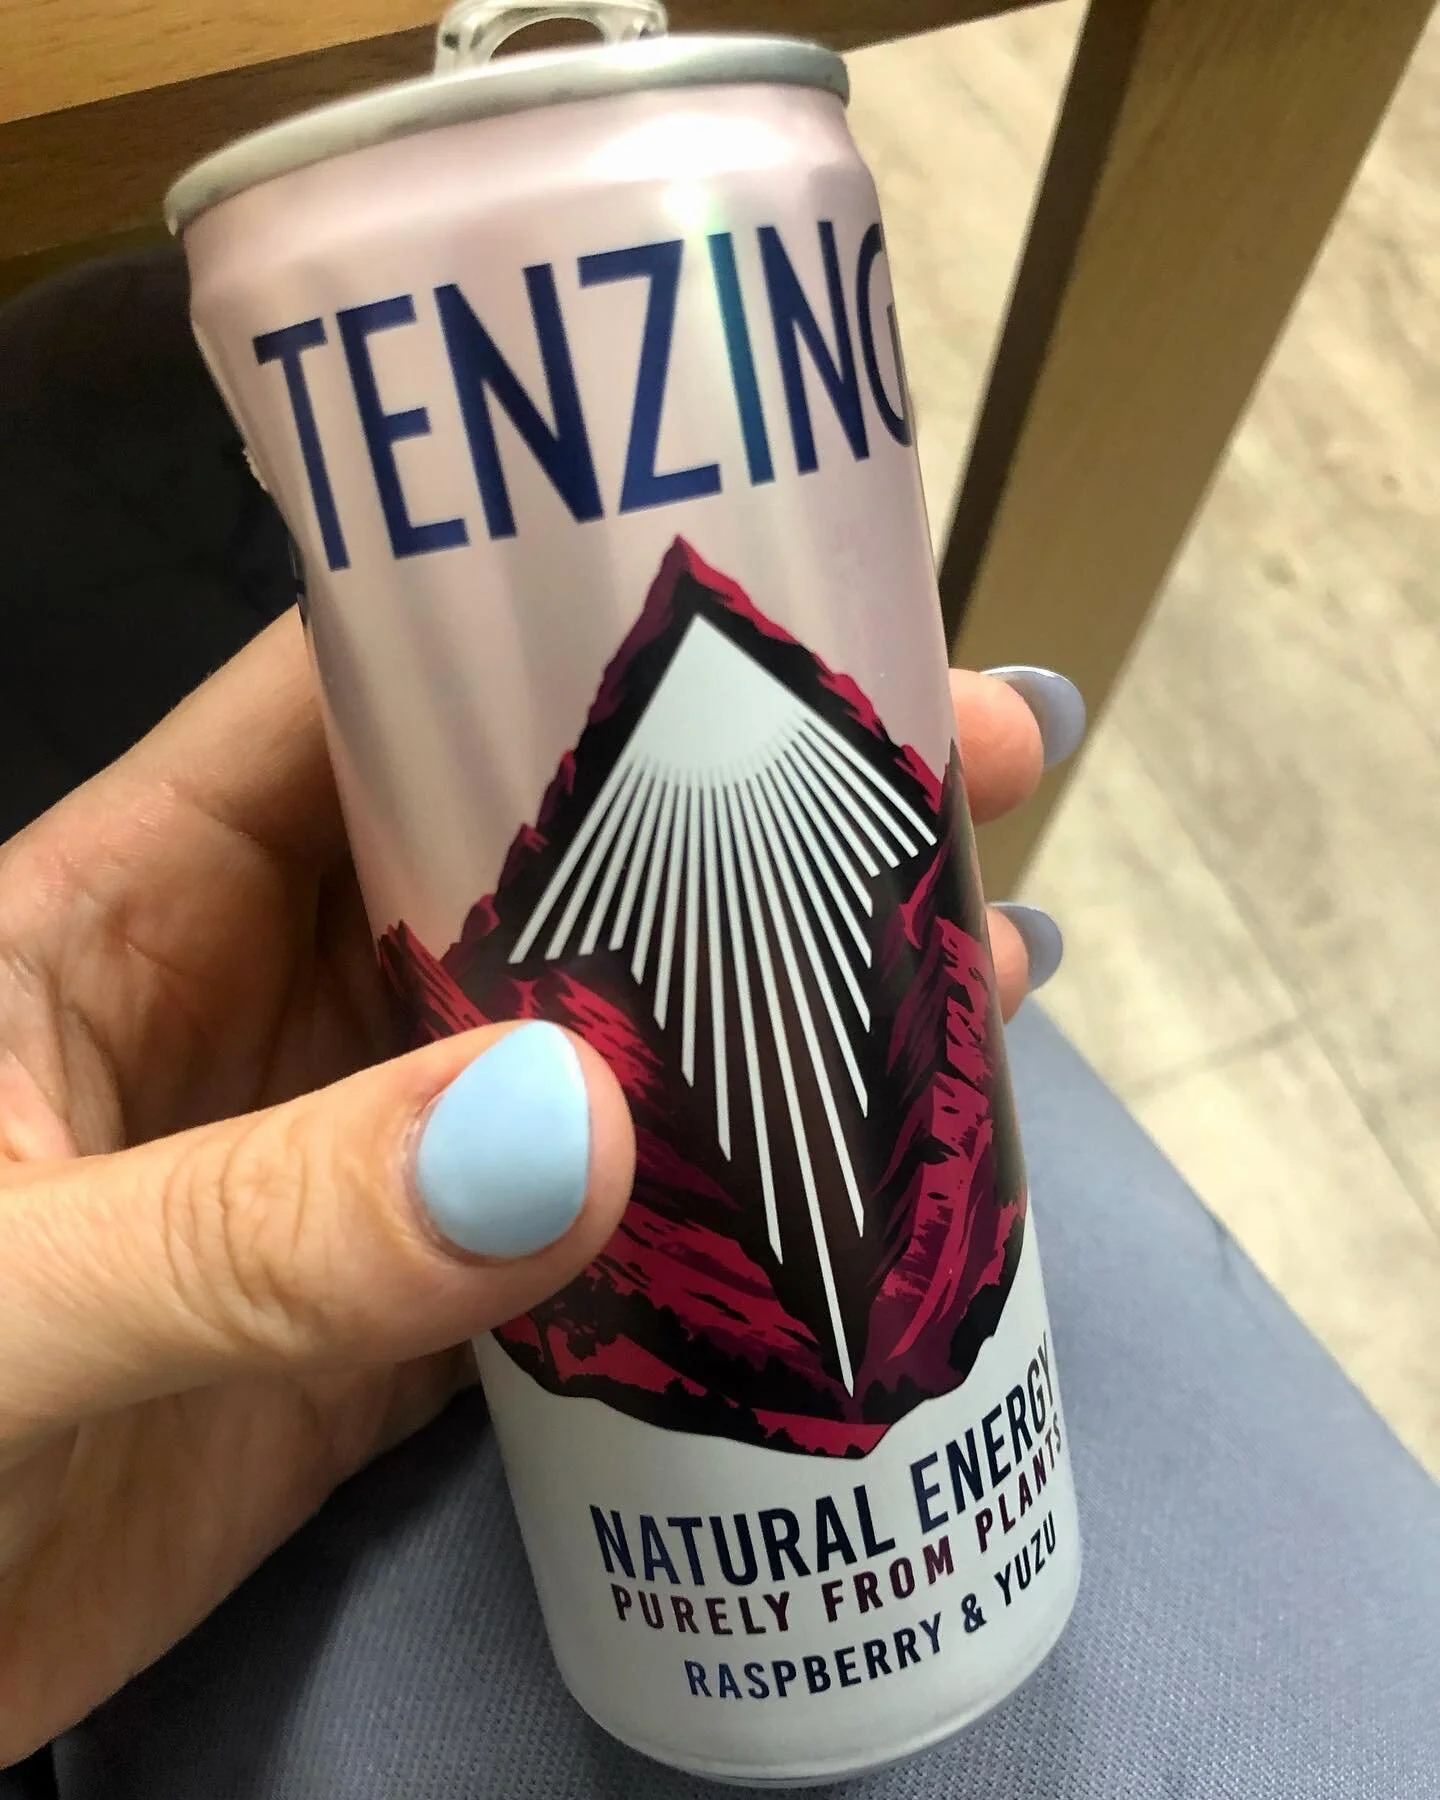 TENZING
NATURAL ENERGY
PURELY FROM PLANTS
RASPBERRY & YUZU